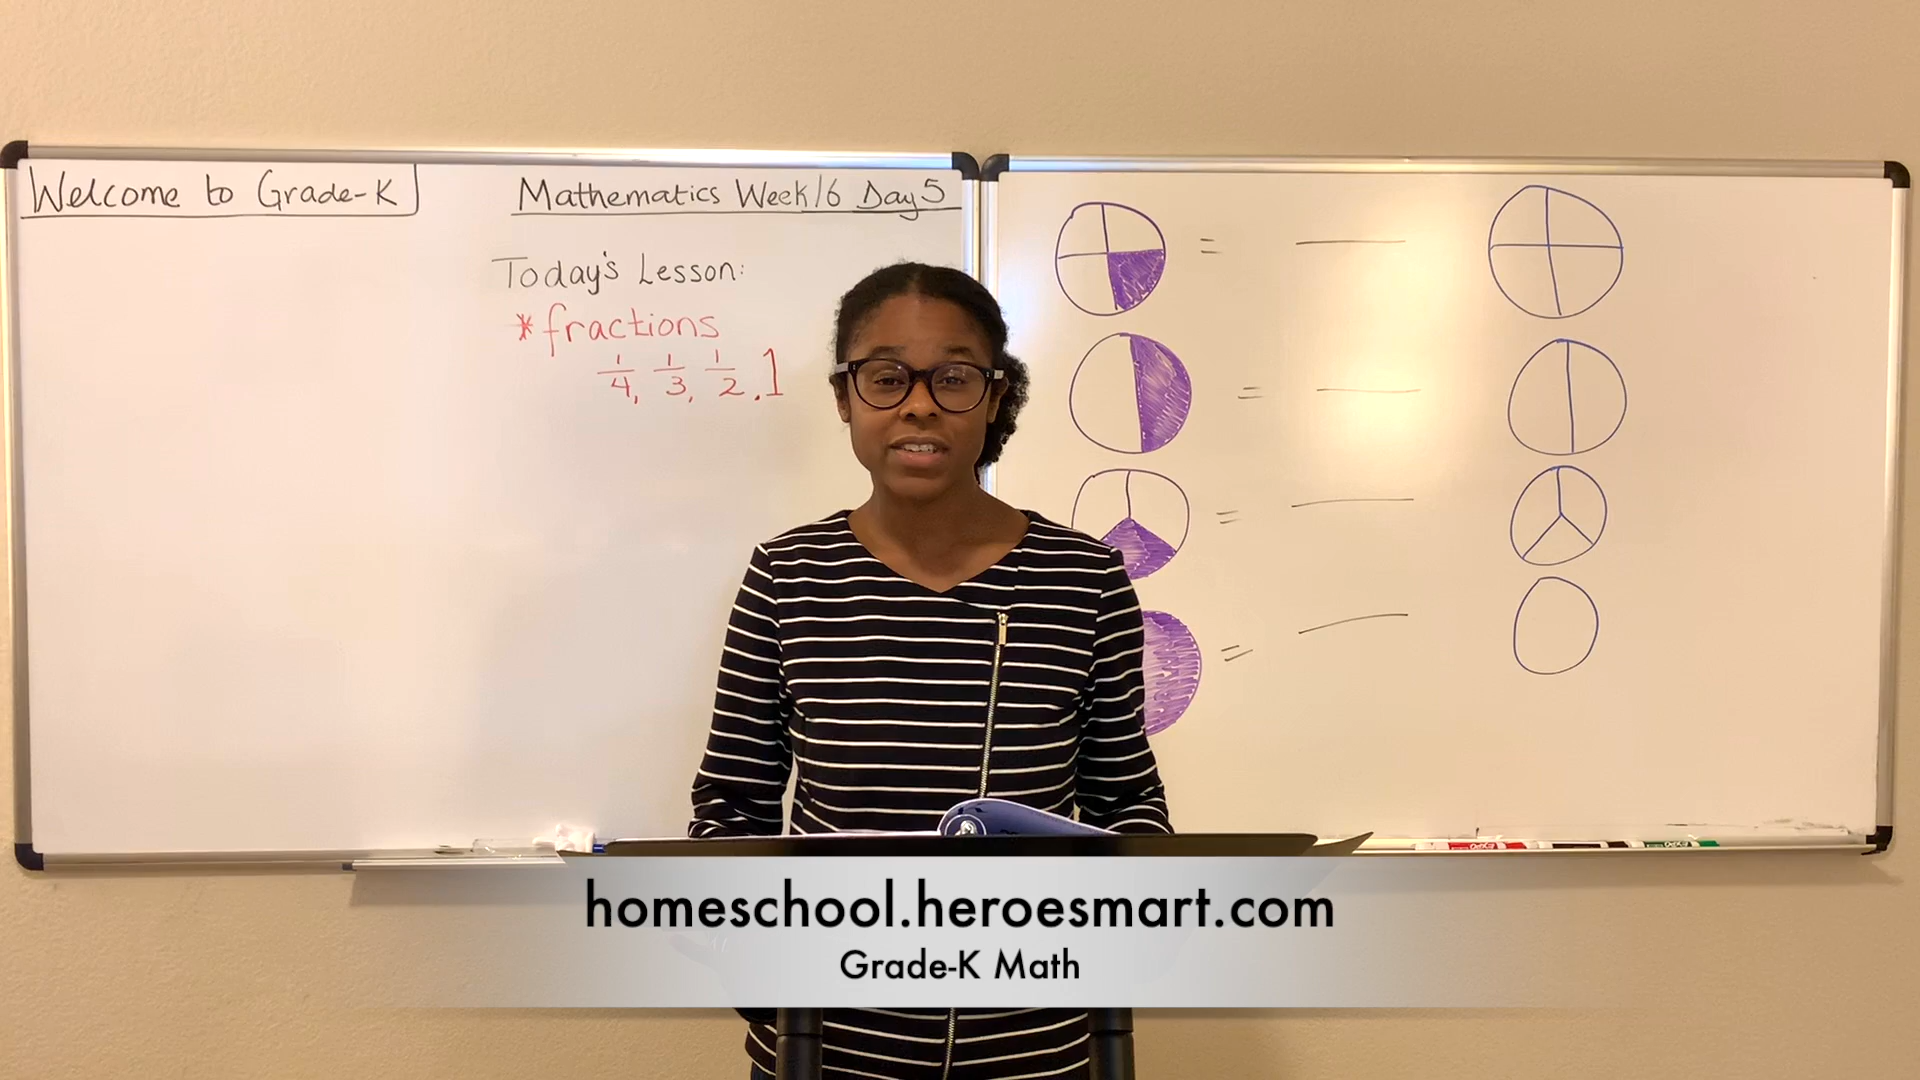 Welcome to Grade-K
Mathematics Week 16 Day 5
Today's Lesson:
*fractions
1/4, 1/3, 1/2, 1
=
=
=
=
homeschool.heroesmart.com
Grade-K Math